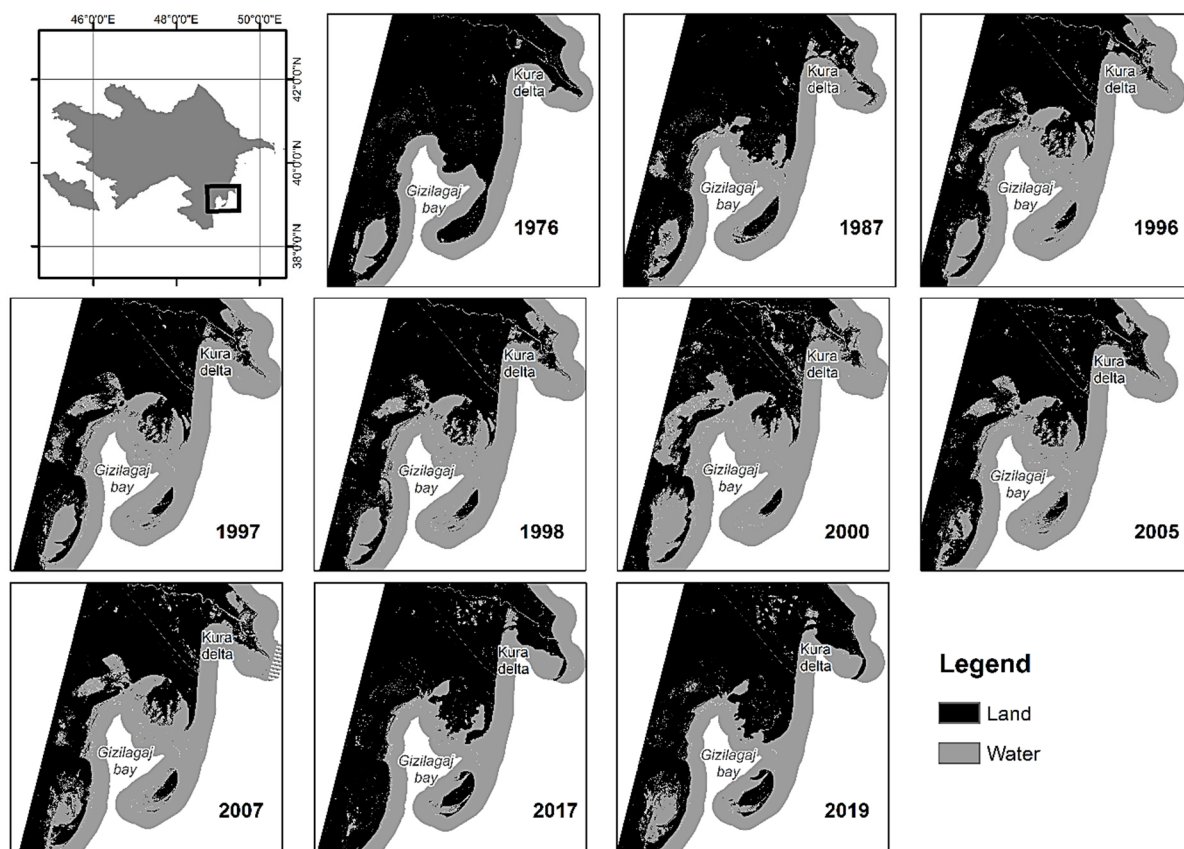 46°0'0"E 48°0'0"E 50°0'0"E
42°0'0"N
40°0'0"N
38°0'0"N
Kura
delta
Gizilagaj
bay
1976
Kura
delta
Gizilagaj
bay
1987
Kura
delta
Gizilagaj
bay
1996
Kura
delta
Gizilagaj
bay
1997
Kura
delta
Gizilagaj
bay
1998
Kura
delta
Gizilagaj
bay
2000
Kura
delta
Gizilagaj
bay
2005
Kura
delta
Gizilagaj
bay
2007
Kura
delta
Gizilagaj
bay
2017
Kura
delta
Gizilagaj
bay
2019
Legend
Land
Water